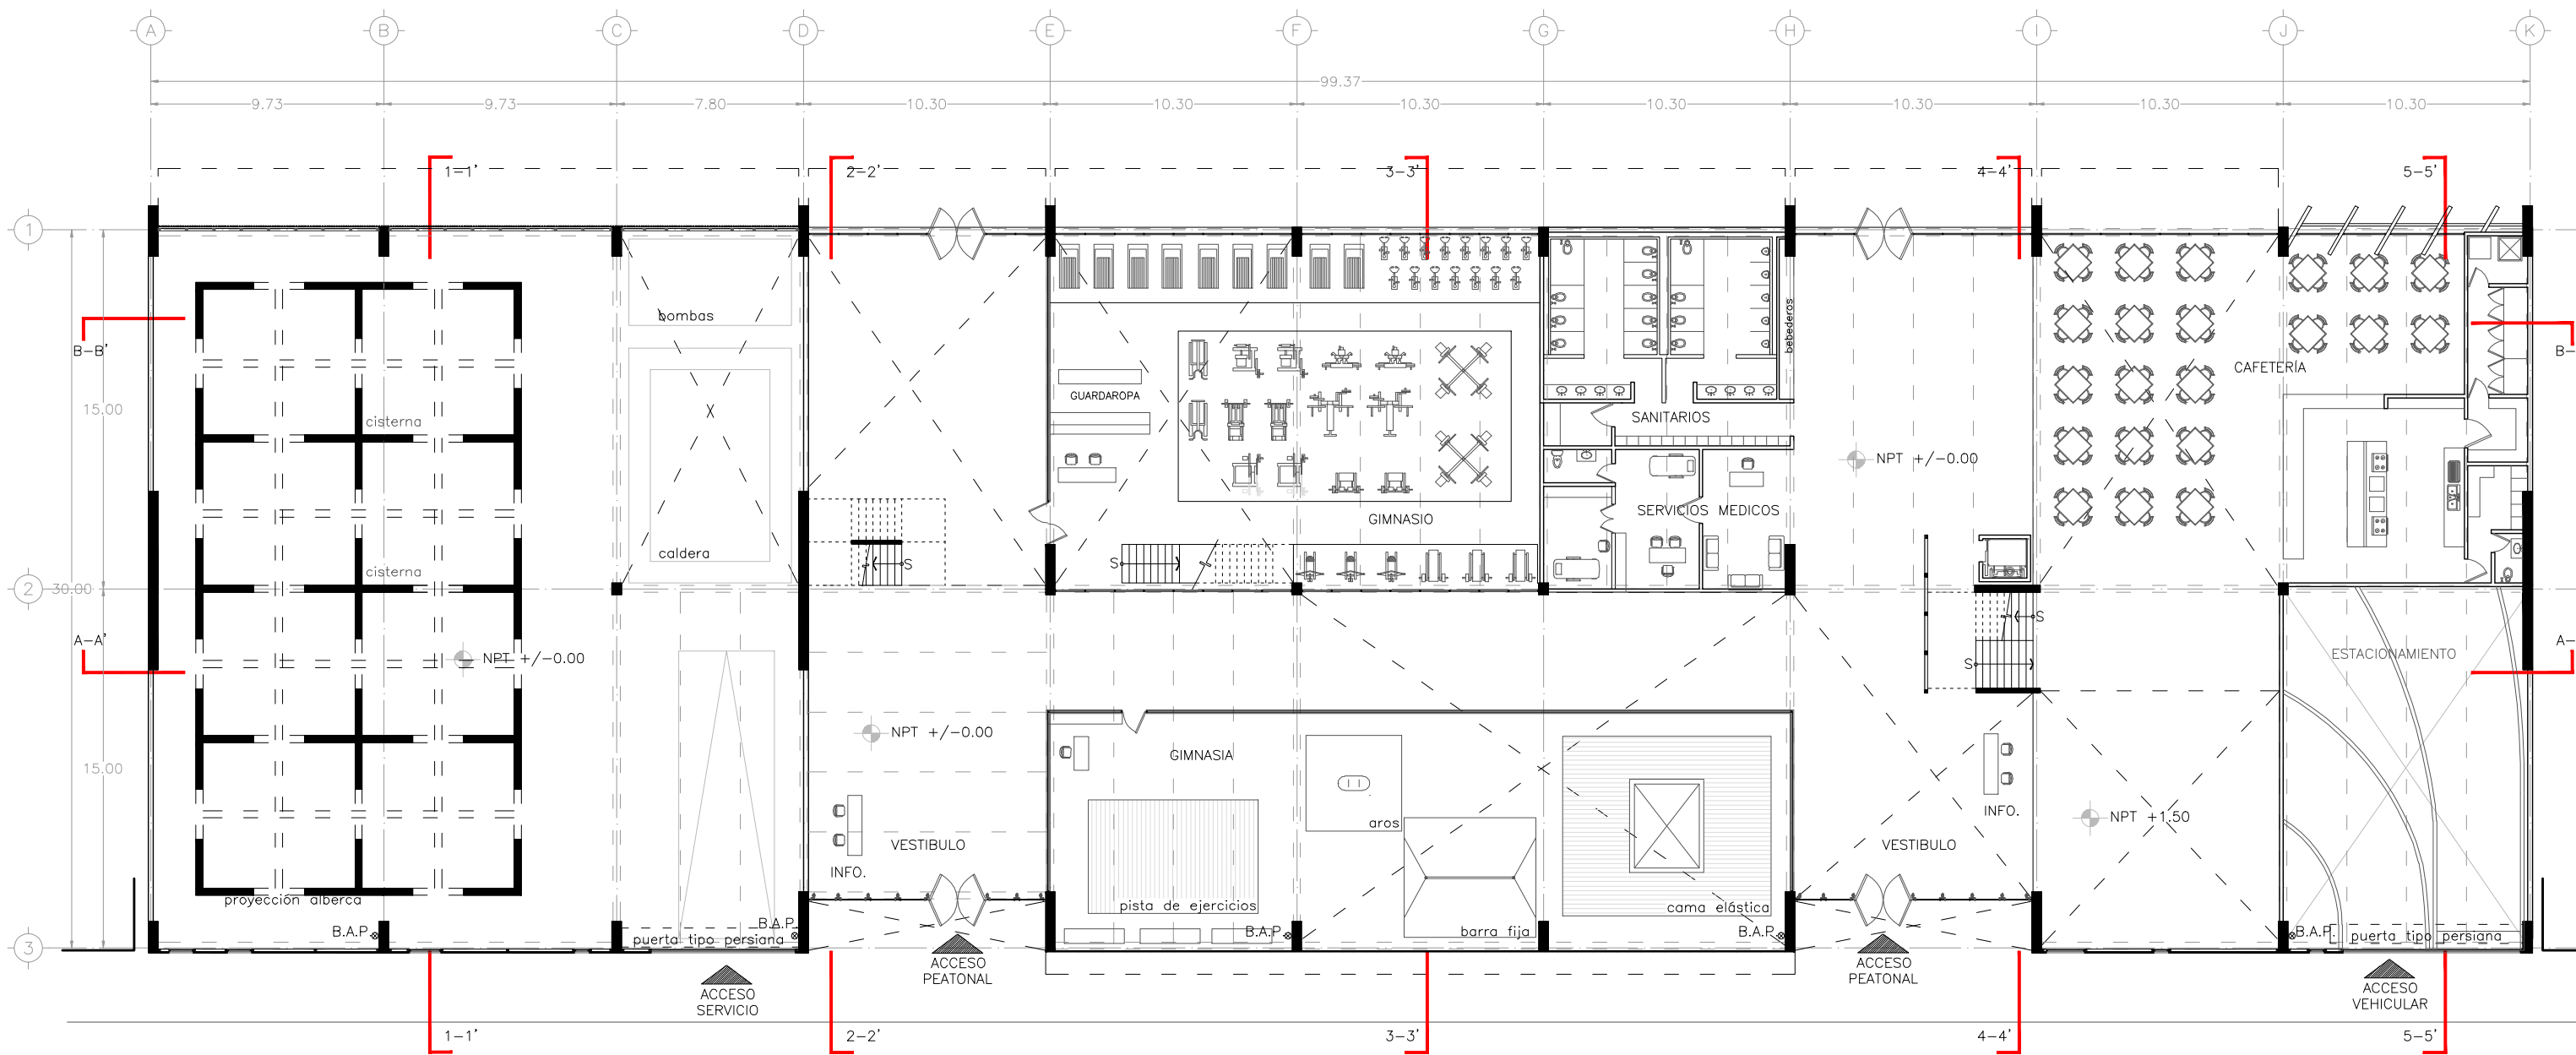 A B C D E F G H I J K
99.37
9.73 9.73 7.80 10.30 10.30 10.30 10.30 10.30 10.30 10.30
1-1' 2-2' 3-3' 4-4' 5-5'
1
bombas
bebederos
B-B' B-
CAFETERÍA
GUARDAROPA
15.00
cisterna
SANITARIOS
NPT +/-0.00
SERVICIOS MEDICOS
GIMNASIO
caldera
S S
cisterna
2 30.00
S
A-A' A-
NPT +/-0.00
ESTACIONAMIENTO
S
NPT +/-0.00
GIMNASIA
15.00
INFO.
NPT +1.50
aros
VESTIBULO VESTIBULO
INFO.
proyección alberca
pista de ejercicios
cama elástica
B.A.P.
B.A.P.
barra fija
B.A.P.
B.A.P.
B.A.P.
puerta tipo persiana
puerta tipo persiana
3
ACCESO
PEATONAL
ACCESO
PEATONAL
ACCESO
SERVICIO
ACCESO
VEHICULAR
1-1' 2-2' 3-3' 4-4' 5-5'